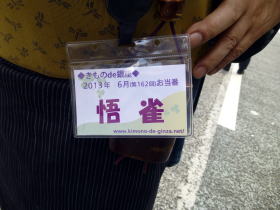 ◆きものde銀座◆
2013年 6月(第162回)お当番
悟雀
www.kimono-de-ginza.net/